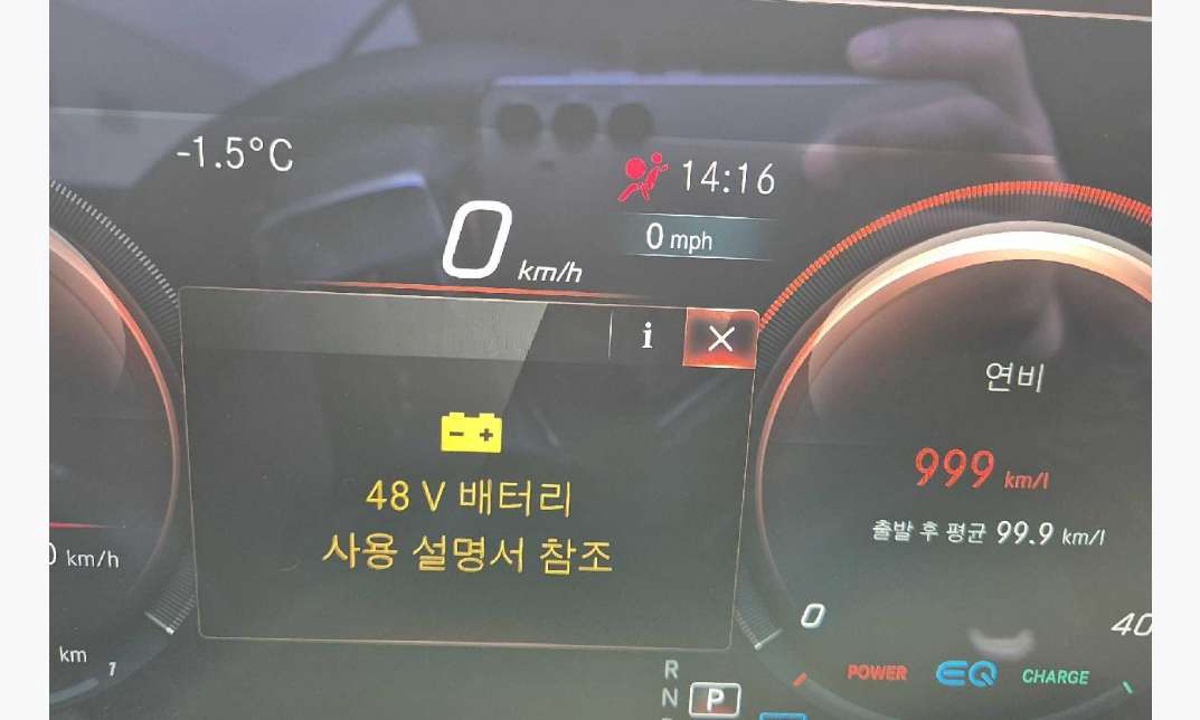 -1.5°C
14:16
0 km/h
0 mph
i
48 V 배터리
사용 설명서 참조
연비
999 km/l
출발 후 평균 99.9 km/l
km/h
km
1
0
40
POWER EQ CHARGE
R
N
P